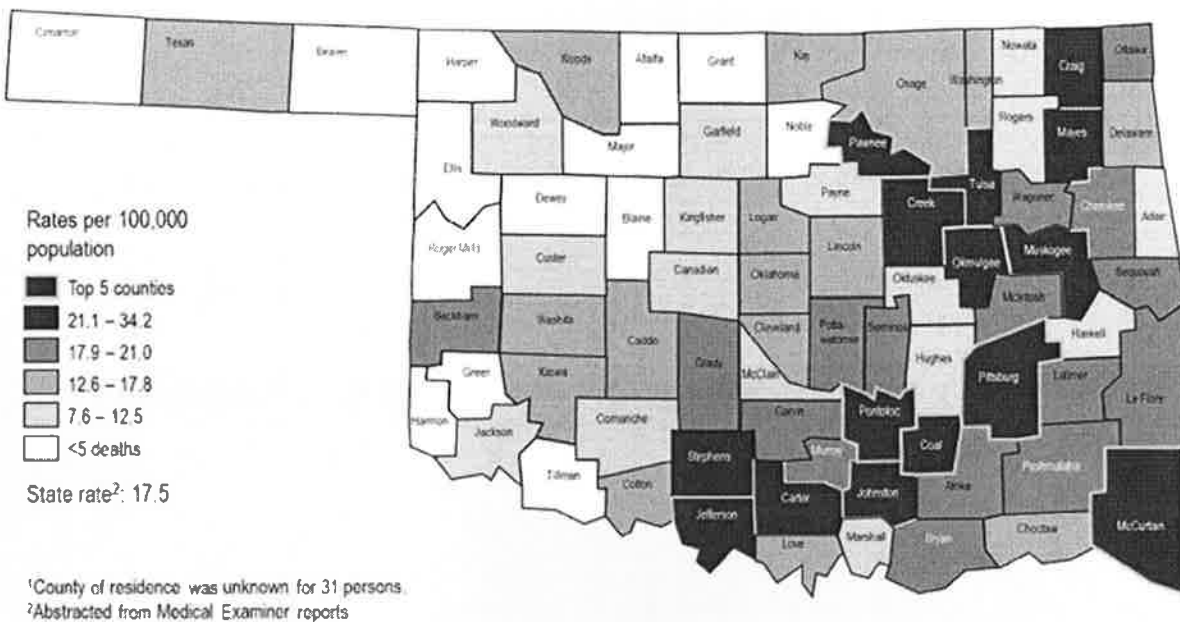 Cimarron
Texas
Beaver
Harper
Woods
Alfalfa
Grant
Kay
Osage
Washington
Nowata
Craig
Ottawa
Woodward
Garfield
Noble
Pawnee
Rogers
Mayes
Delaware
Ellis
Major
Tulsa
Dewey
Blaine
Kingfisher
Logan
Payne
Creek
Wagoner
Cherokee
Adair
Roger Mills
Custer
Canadian
Oklahoma
Lincoln
Okfuskee
Okmulgee
Muskogee
Sequoyah
McIntosh
Beckham
Washita
Caddo
Grady
Cleveland
McClain
Potta-
watomie
Seminole
Hughes
Pittsburg
Haskell
Latimer
Le Flore
Greer
Kiowa
Harmon
Jackson
Comanche
Garvin
Pontotoc
Coal
Tillman
Cotton
Stephens
Murray
Johnston
Atoka
Pushmataha
Jefferson
Carter
Love
Marshall
Bryan
Choctaw
McCurtain
Rates per 100,000
population
Top 5 counties
21.1 – 34.2
17.9 – 21.0
12.6 – 17.8
7.6 – 12.5
<5 deaths
State rate²: 17.5
¹County of residence was unknown for 31 persons.
²Abstracted from Medical Examiner reports